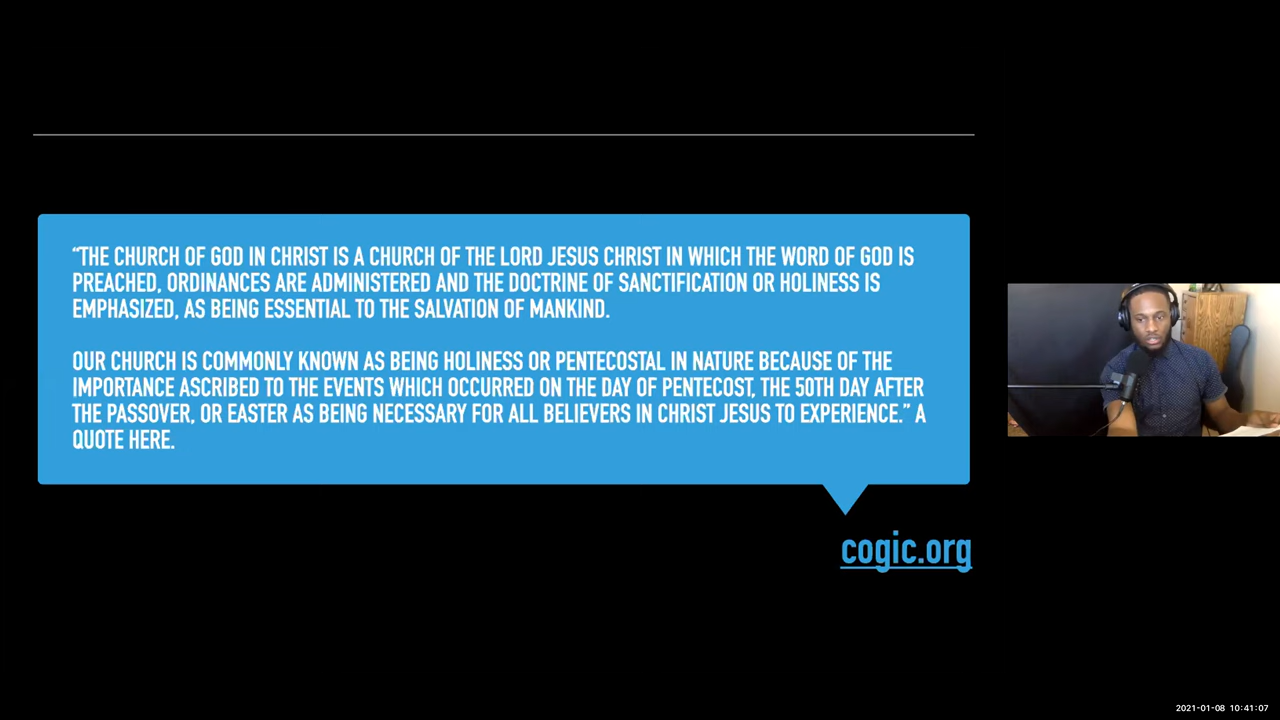 “THE CHURCH OF GOD IN CHRIST IS A CHURCH OF THE LORD JESUS CHRIST IN WHICH THE WORD OF GOD IS
PREACHED, ORDINANCES ARE ADMINISTERED AND THE DOCTRINE OF SANCTIFICATION OR HOLINESS IS
EMPHASIZED, AS BEING ESSENTIAL TO THE SALVATION OF MANKIND.
OUR CHURCH IS COMMONLY KNOWN AS BEING HOLINESS OR PENTECOSTAL IN NATURE BECAUSE OF THE
IMPORTANCE ASCRIBED TO THE EVENTS WHICH OCCURRED ON THE DAY OF PENTECOST, THE 50TH DAY AFTER
THE PASSOVER, OR EASTER AS BEING NECESSARY FOR ALL BELIEVERS IN CHRIST JESUS TO EXPERIENCE.” A
QUOTE HERE.
cogic.org
2021-01-08 10:41:07